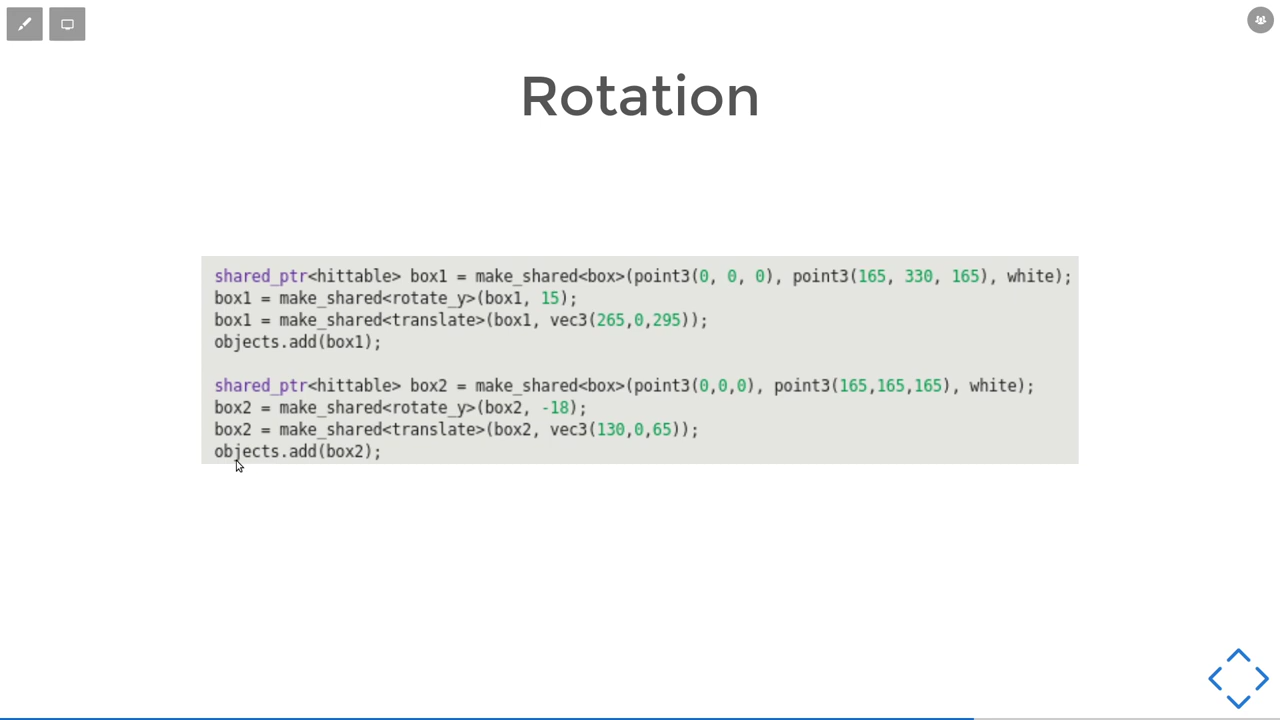 Rotation
shared_ptr<hittable> box1 = make_shared<box>(point3(0, 0, 0), point3(165, 330, 165), white);
box1 = make_shared<rotate_y>(box1, 15);
box1 = make_shared<translate>(box1, vec3(265,0,295));
objects.add(box1);
shared_ptr<hittable> box2 = make_shared<box>(point3(0,0,0), point3(165,165,165), white);
box2 = make_shared<rotate_y>(box2, -18);
box2 = make_shared<translate>(box2, vec3(130,0,65));
objects.add(box2);